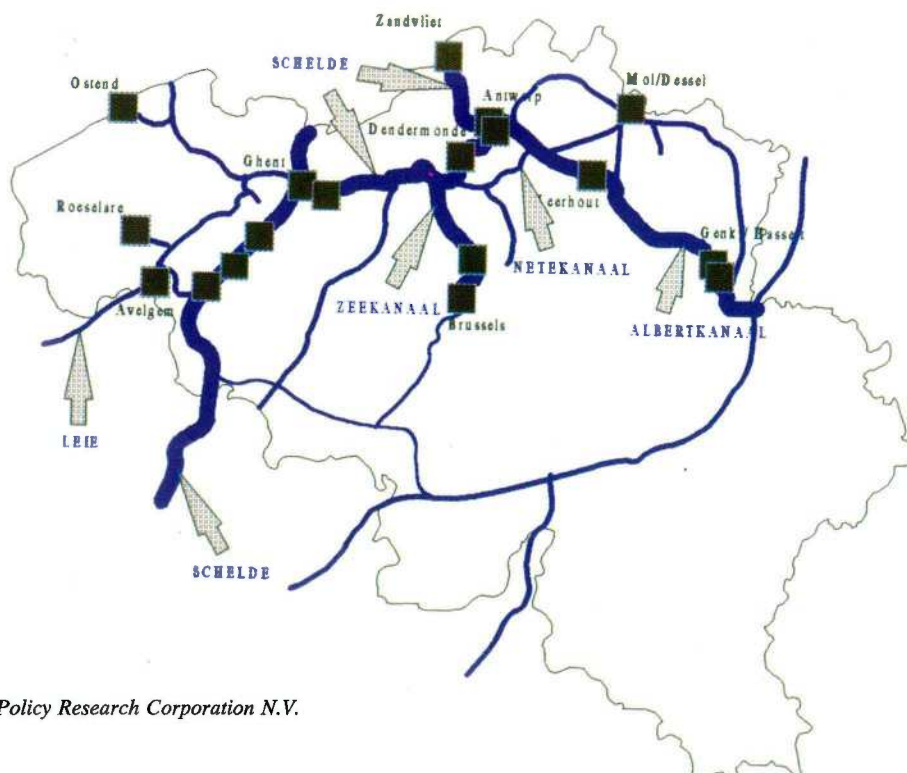 Zandvliet
SCHELDE
Ostend
Mol/Dessel
Antwerp
Dendermonde
Ghent
Roeselare
Genk /
NETEKANAAL
ZEEKANAAL
Avelgem
Brussels
ALBERTKANAAL
LEIE
SCHELDE
Policy Research Corporation N.V.